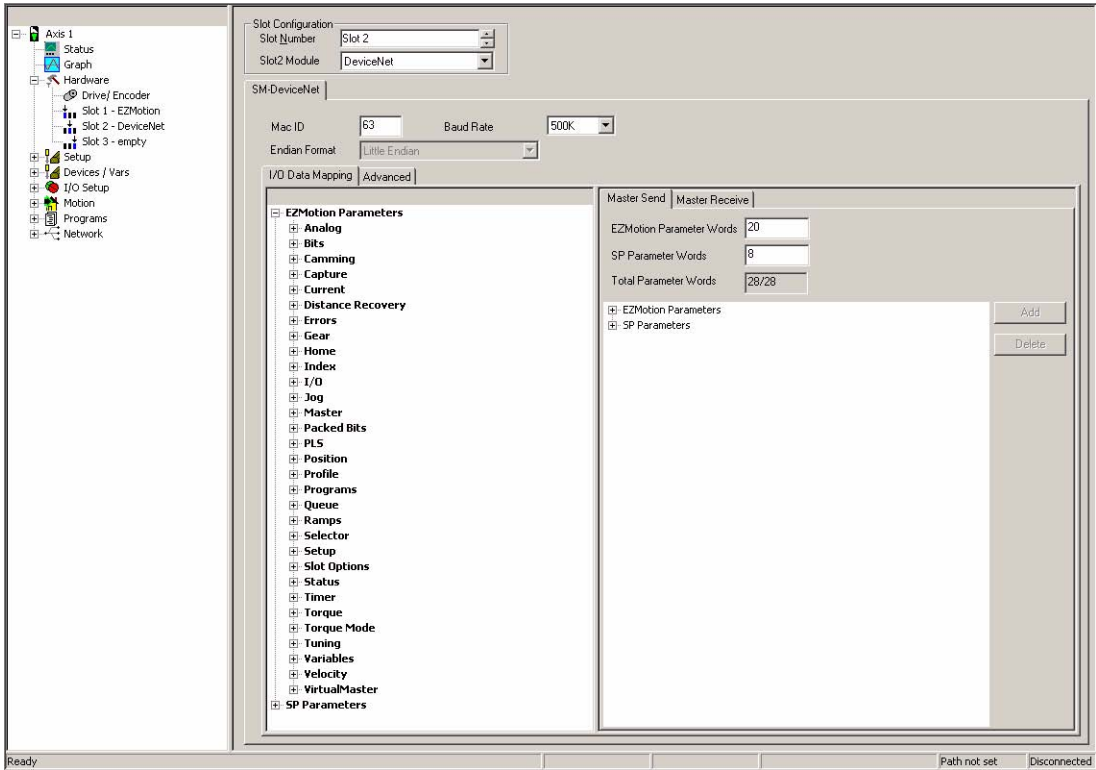 Axis 1
Status
Graph
Hardware
Drive/ Encoder
Slot 1 - EZMotion
Slot 2 - DeviceNet
Slot 3 - empty
Setup
Devices / Vars
I/O Setup
Motion
Programs
Network
Slot Configuration
Slot Number Slot 2
Slot2 Module DeviceNet
SM-DeviceNet
Mac ID 63 Baud Rate 500K
Endian Format Little Endian
I/O Data Mapping Advanced
EZMotion Parameters
Analog
Bits
Camming
Capture
Current
Distance Recovery
Errors
Gear
Home
Index
I/O
Jog
Master
Packed Bits
PLS
Position
Profile
Programs
Queue
Ramps
Selector
Setup
Slot Options
Status
Timer
Torque
Torque Mode
Tuning
Variables
Velocity
VirtualMaster
SP Parameters
Master Send Master Receive
EZMotion Parameter Words 20
SP Parameter Words 8
Total Parameter Words 28/28
EZMotion Parameters
SP Parameters
Add
Delete
Ready Path not set Disconnected